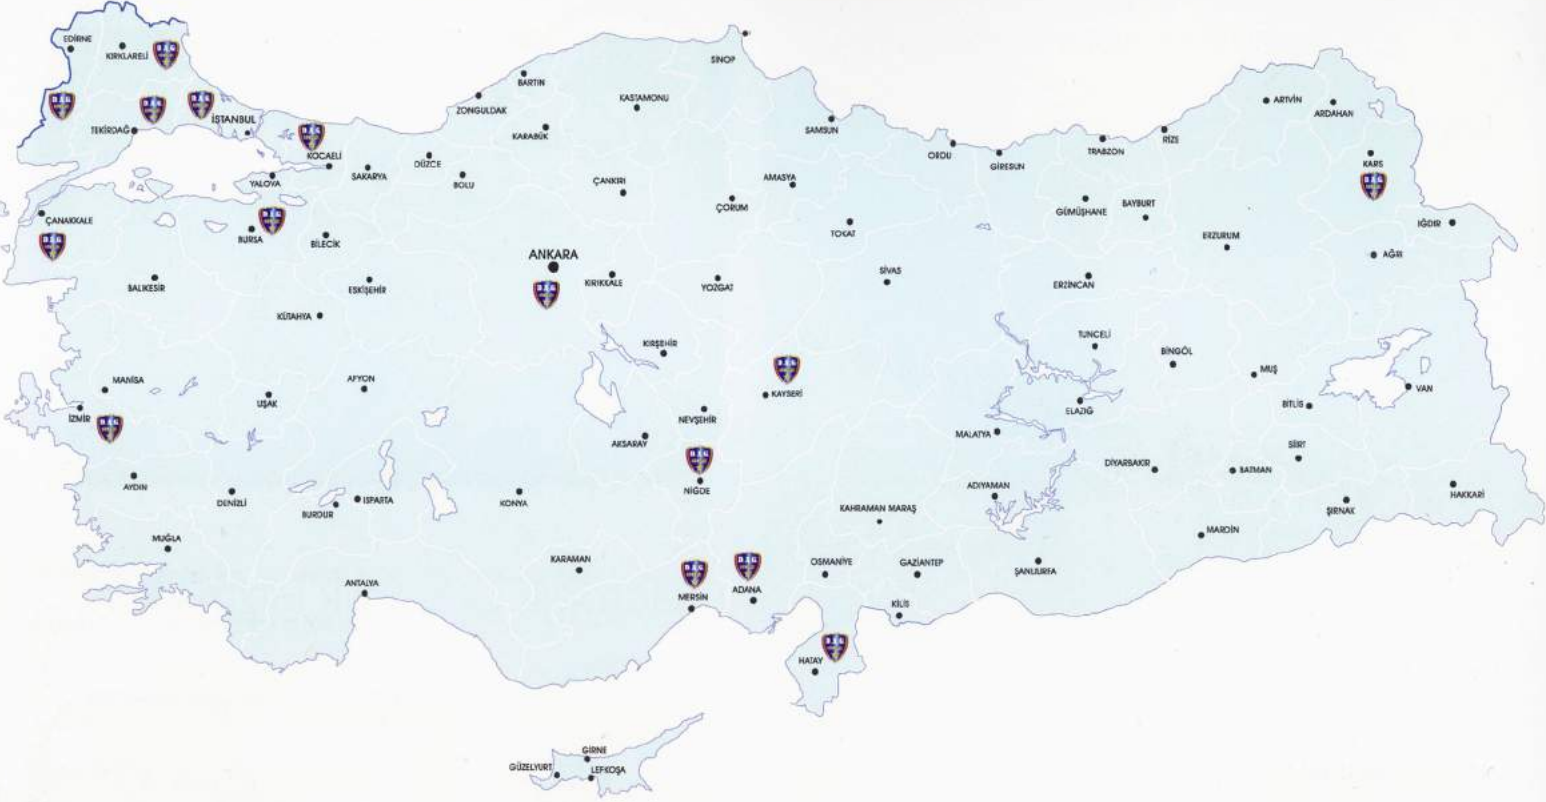 EDİRNE
KIRKLARELİ
TEKİRDAĞ
İSTANBUL
KOCAELİ
YALOVA
SAKARYA
DÜZCE
BOLU
ZONGULDAK
BARTIN
KARABÜK
KASTAMONU
SİNOP
ÇANKIRI
ÇORUM
AMASYA
SAMSUN
TOKAT
ORDU
GİRESUN
TRABZON
RİZE
ARTVİN
ARDAHAN
KARS
IĞDIR
AĞRI
GÜMÜŞHANE
BAYBURT
ERZURUM
ERZİNCAN
ÇANAKKALE
BURSA
BİLECİK
BALIKESİR
ESKİŞEHİR
KÜTAHYA
ANKARA
KIRIKKALE
YOZGAT
SİVAS
KIRŞEHİR
TUNCELİ
BİNGÖL
MUŞ
VAN
BİTLİS
MANİSA
İZMİR
UŞAK
AFYON
KAYSERİ
NEVŞEHİR
AKSARAY
NİĞDE
MALATYA
ELAZIĞ
DİYARBAKIR
BATMAN
SİİRT
HAKKARİ
ŞIRNAK
MARDİN
AYDIN
DENİZLİ
BURDUR
ISPARTA
KONYA
ADIYAMAN
KAHRAMAN MARAŞ
MUĞLA
ANTALYA
KARAMAN
MERSİN
ADANA
OSMANİYE
GAZİANTEP
ŞANLIURFA
KİLİS
HATAY
GİRNE
GÜZELYURT
LEFKOŞA